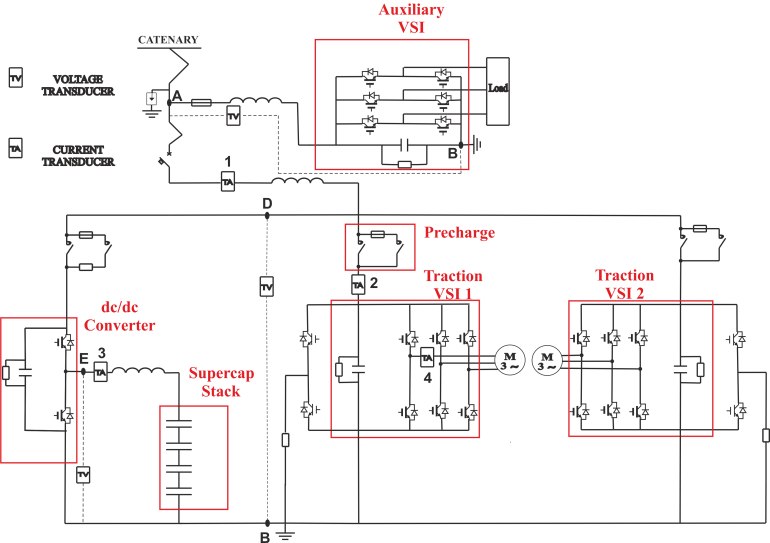 Auxiliary
VSI
CATENARY
TV
VOLTAGE
TRANSDUCER
A
Load
TV
TA
CURRENT
TRANSDUCER
B
1
TA
D
Precharge
TV
TA
2
Traction
VSI 1
Traction
VSI 2
dc/dc
Converter
E
3
TA
Supercap
Stack
TA
4
M
3 ~
M
3 ~
TV
B